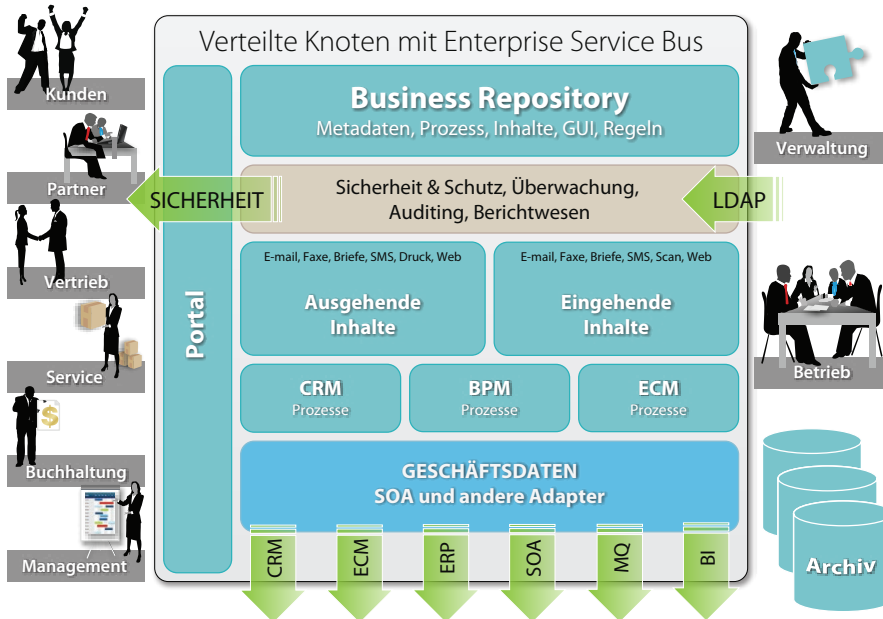 Verteilte Knoten mit Enterprise Service Bus
Kunden
Partner
Vertrieb
Service
Buchhaltung
Management
Portal
Business Repository
Metadaten, Prozess, Inhalte, GUI, Regeln
SICHERHEIT
Sicherheit & Schutz, Überwachung,
Auditing, Berichtwesen
LDAP
E-mail, Faxe, Briefe, SMS, Druck, Web
Ausgehende
Inhalte
E-mail, Faxe, Briefe, SMS, Scan, Web
Eingehende
Inhalte
CRM
Prozesse
BPM
Prozesse
ECM
Prozesse
GESCHÄFTSDATEN
SOA und andere Adapter
CRM
ECM
ERP
SOA
MQ
BI
Verwaltung
Betrieb
Archiv